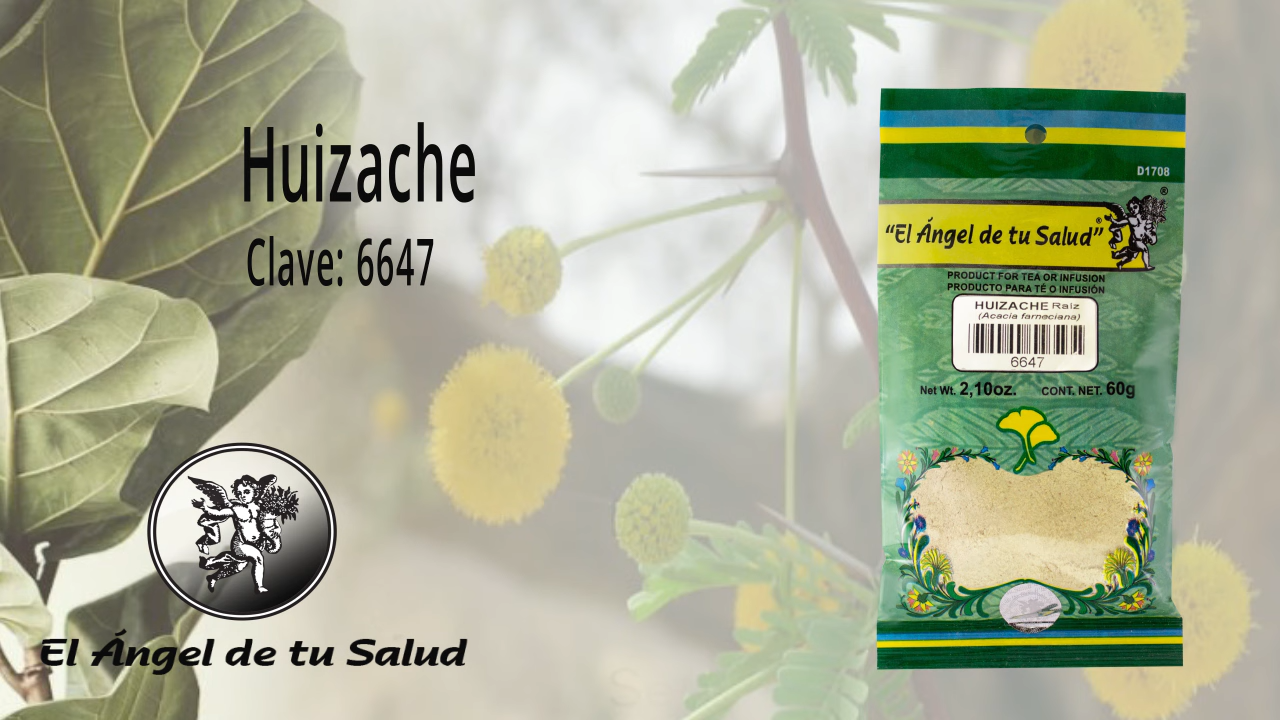 Huizache
Clave: 6647
El Ángel de tu Salud
D1708
®
“El Ángel de tu Salud”®
PRODUCT FOR TEA OR INFUSION
PRODUCTO PARA TÉ O INFUSIÓN
HUIZACHE Raíz
(Acacia farneciana)
6647
Net Wt. 2,10oz. CONT. NET. 60g